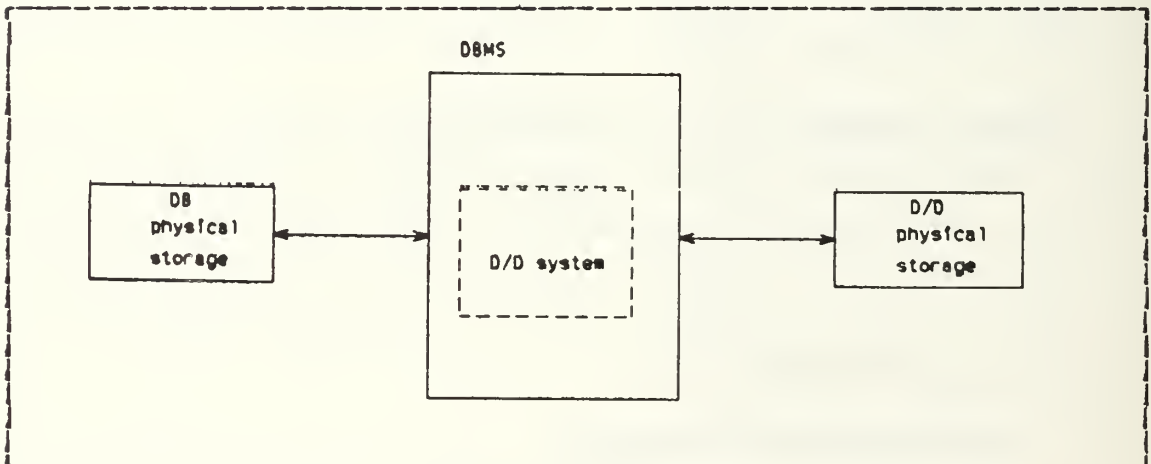 DBMS
DB
physical
storage
D/D system
D/D
physical
storage